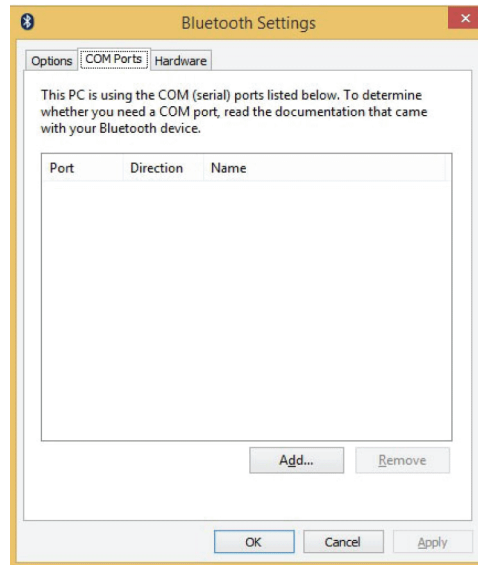 Bluetooth Settings
Options COM Ports Hardware
This PC is using the COM (serial) ports listed below. To determine
whether you need a COM port, read the documentation that came
with your Bluetooth device.
Port Direction Name
Add... Remove
OK Cancel Apply